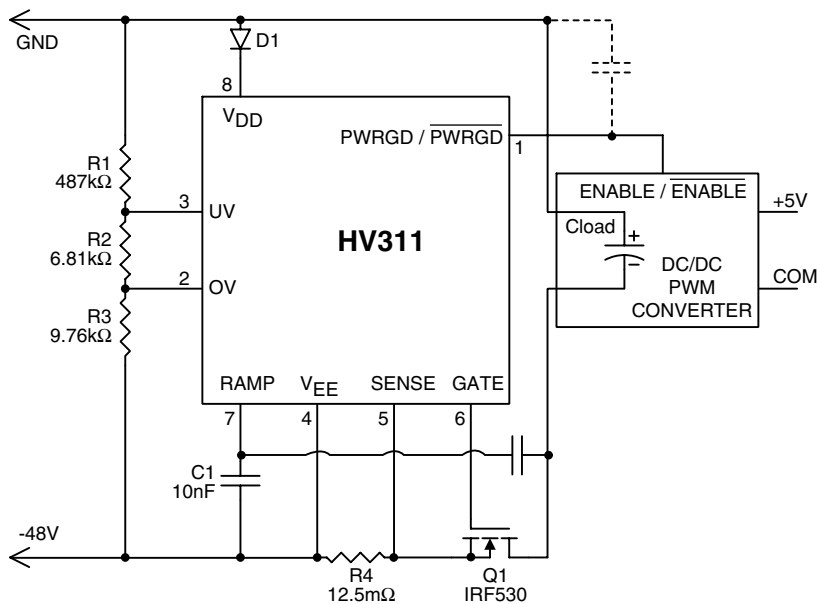 GND
D1
8
VDD
PWRGD / PWRGD
1
R1
487kΩ
3
UV
ENABLE / ENABLE
+5V
R2
6.81kΩ
HV311
Cload
+
–
DC/DC
PWM
CONVERTER
COM
2
OV
R3
9.76kΩ
RAMP
VEE
SENSE
GATE
7
4
5
6
C1
10nF
-48V
R4
12.5mΩ
Q1
IRF530